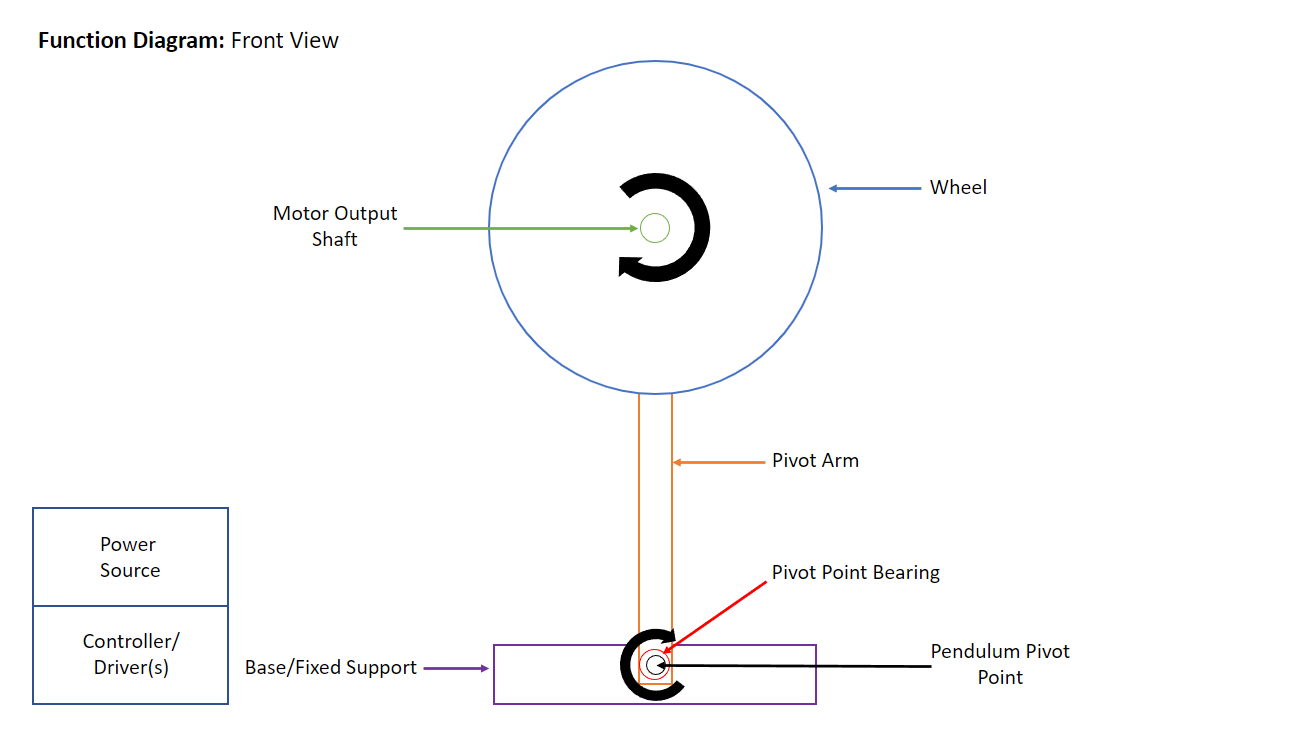 Function Diagram: Front View
Wheel
Motor Output
Shaft
Pivot Arm
Power
Source
Pivot Point Bearing
Controller/
Driver(s)
Base/Fixed Support
Pendulum Pivot
Point